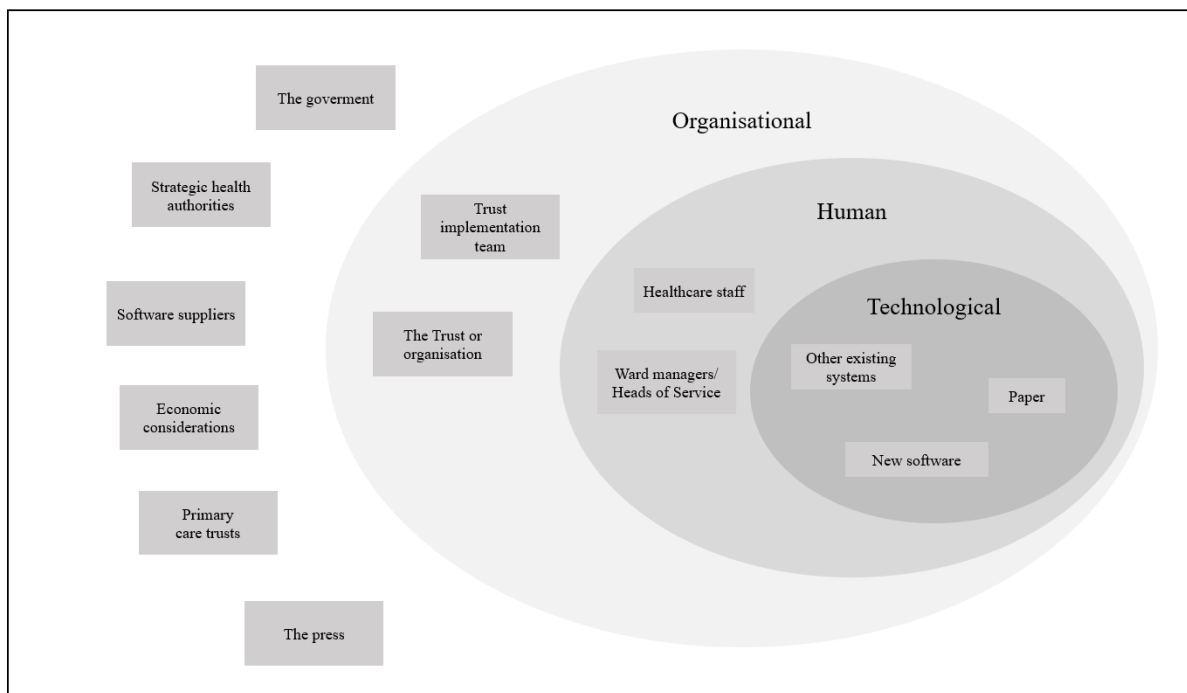 The goverment
Organisational
Strategic health
authorities
Trust
implementation
team
Human
Healthcare staff
Technological
Software suppliers
The Trust or
organisation
Other existing
systems
Ward managers/
Heads of Service
Paper
Economic
considerations
New software
Primary
care trusts
The press